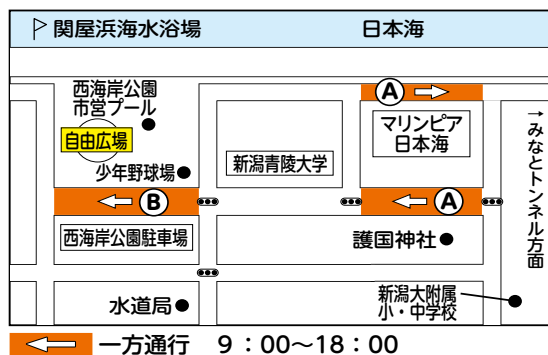 関屋浜海水浴場
日本海
西海岸公園
市営プール
自由広場
少年野球場
A
マリンピア
日本海
新潟青陵大学
→みなとトンネル方面
B
A
西海岸公園駐車場
護国神社
水道局
新潟大附属
小・中学校
一方通行 9：00〜18：00